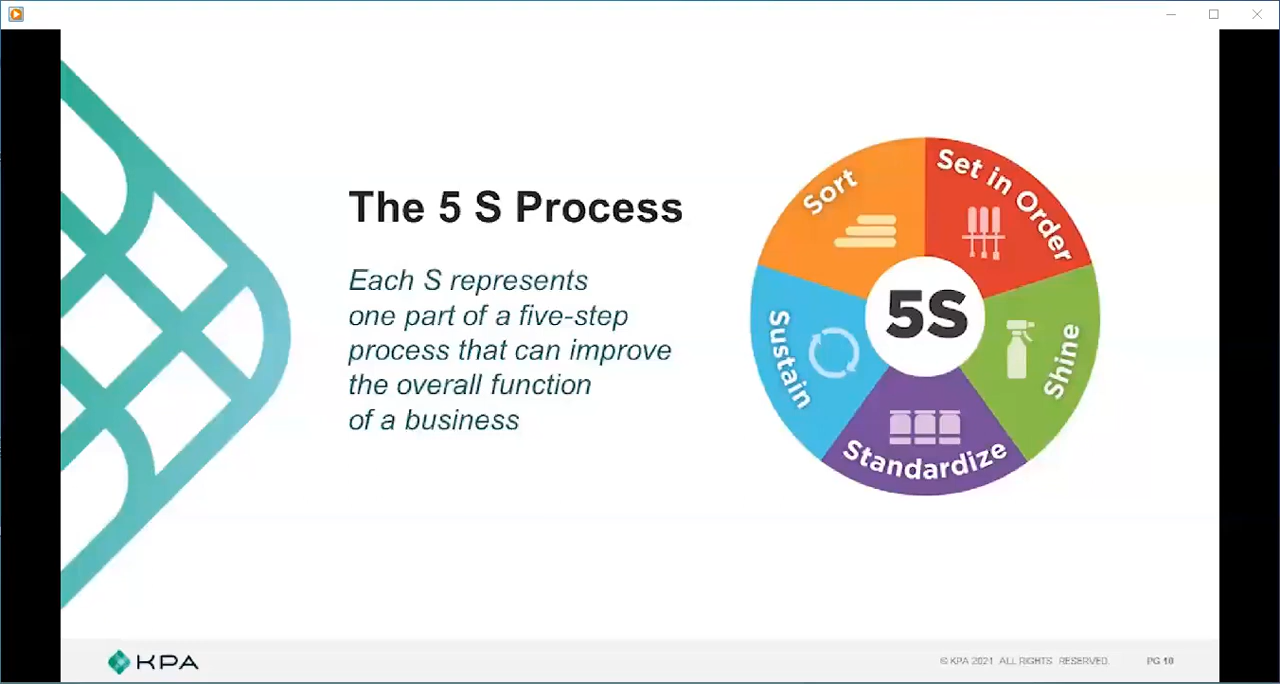 The 5 S Process
Each S represents
one part of a five-step
process that can improve
the overall function
of a business
Sort
Set in Order
Shine
Standardize
Sustain
5S
KPA
© KPA 2021 ALL RIGHTS RESERVED.
PG 10